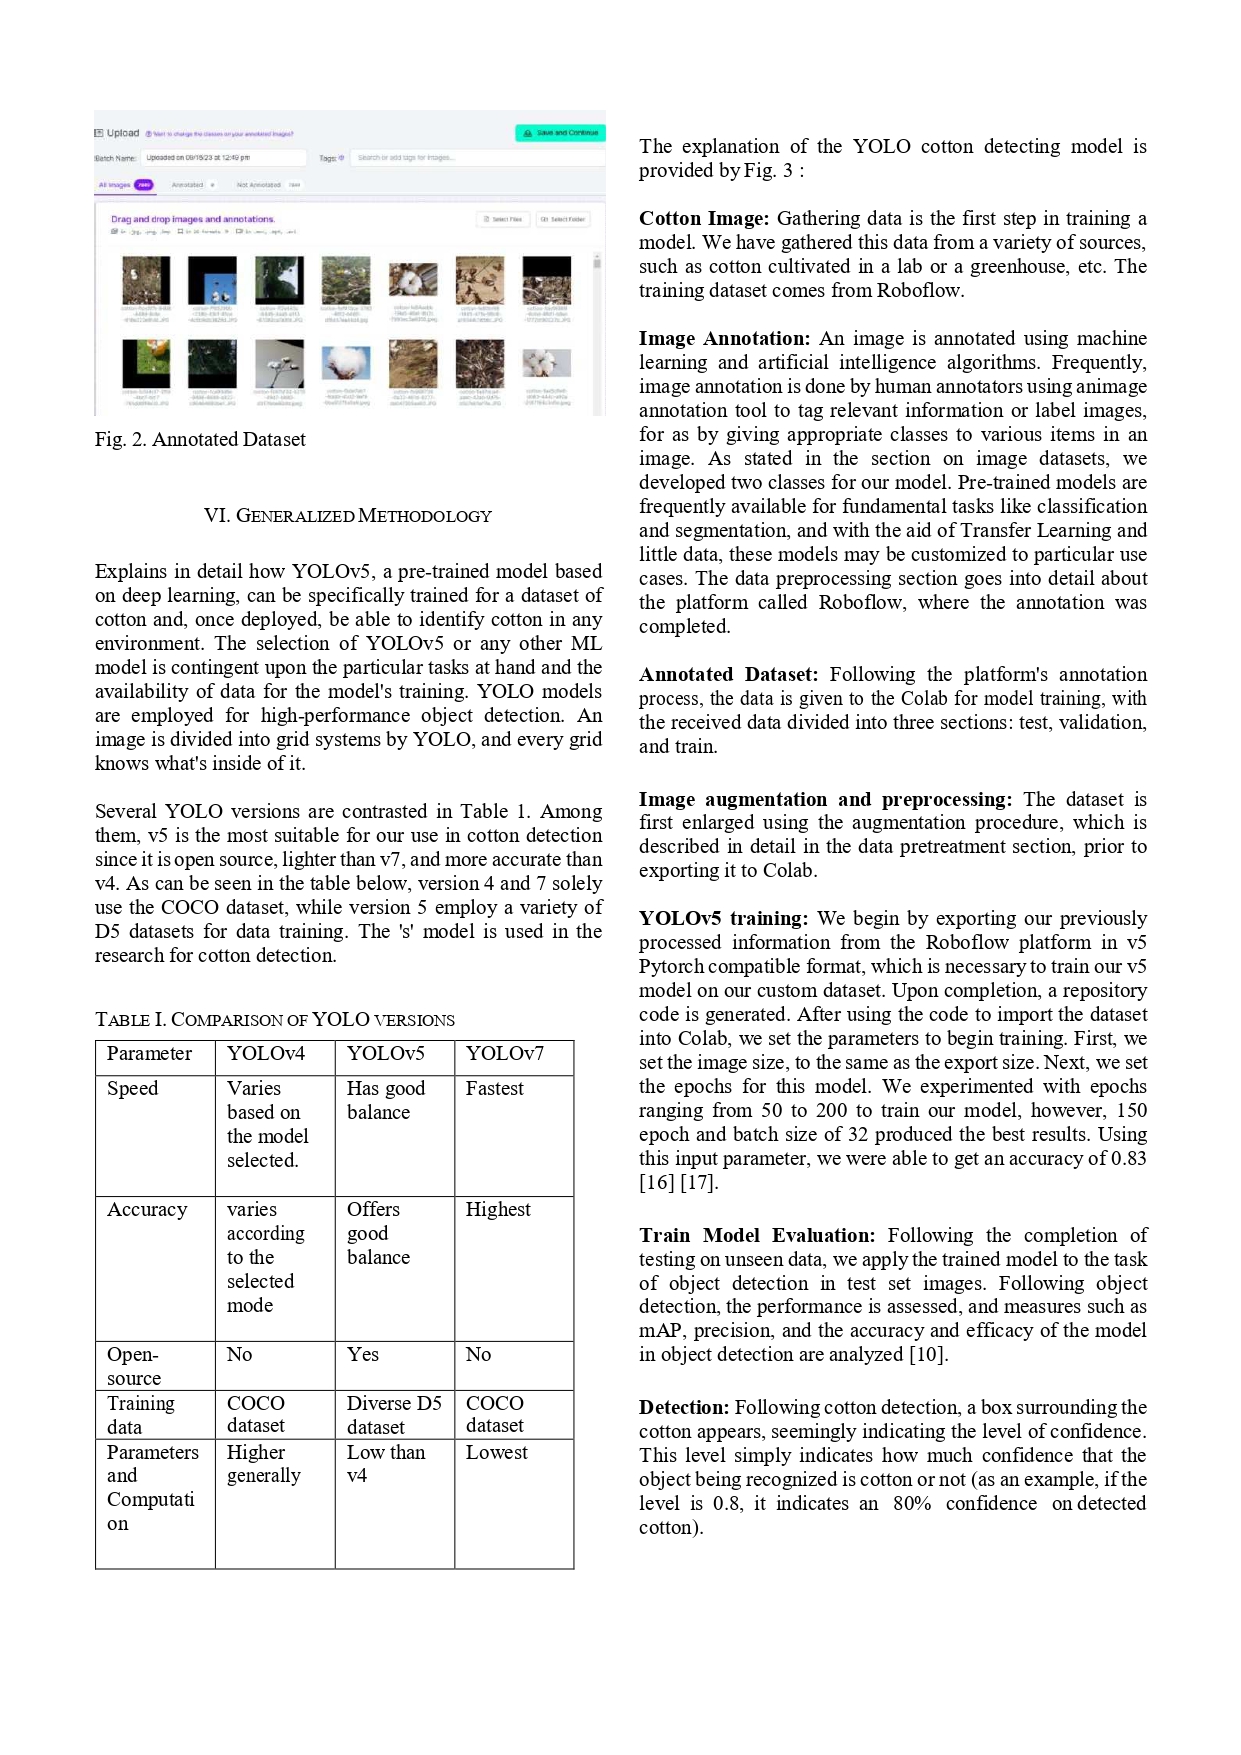 Upload
Want to change the classes on your annotated images?
Save and Continue
Batch Name:
Uploaded on 09/15/23 at 12:49 pm
Tags:
Search or add tags for images...
All Images
Annotated
Not Annotated
Drag and drop images and annotations.
Select Files
Select Folder
Fig. 2. Annotated Dataset
VI. GENERALIZED METHODOLOGY
Explains in detail how YOLOv5, a pre-trained model based
on deep learning, can be specifically trained for a dataset of
cotton and, once deployed, be able to identify cotton in any
environment. The selection of YOLOv5 or any other ML
model is contingent upon the particular tasks at hand and the
availability of data for the model's training. YOLO models
are employed for high-performance object detection. An
image is divided into grid systems by YOLO, and every grid
knows what's inside of it.
Several YOLO versions are contrasted in Table 1. Among
them, v5 is the most suitable for our use in cotton detection
since it is open source, lighter than v7, and more accurate than
v4. As can be seen in the table below, version 4 and 7 solely
use the COCO dataset, while version 5 employ a variety of
D5 datasets for data training. The 's' model is used in the
research for cotton detection.
TABLE I. COMPARISON OF YOLO VERSIONS
Parameter YOLOv4 YOLOv5 YOLOv7
Speed Varies Has good Fastest
based on balance
the model
selected.
Accuracy varies Offers Highest
according good
to the balance
selected
mode
Open- No Yes No
source
Training COCO Diverse D5 COCO
data dataset dataset dataset
Parameters Higher Low than Lowest
and generally v4
Computati
on
The explanation of the YOLO cotton detecting model is
provided by Fig. 3 :
Cotton Image: Gathering data is the first step in training a
model. We have gathered this data from a variety of sources,
such as cotton cultivated in a lab or a greenhouse, etc. The
training dataset comes from Roboflow.
Image Annotation: An image is annotated using machine
learning and artificial intelligence algorithms. Frequently,
image annotation is done by human annotators using animage
annotation tool to tag relevant information or label images,
for as by giving appropriate classes to various items in an
image. As stated in the section on image datasets, we
developed two classes for our model. Pre-trained models are
frequently available for fundamental tasks like classification
and segmentation, and with the aid of Transfer Learning and
little data, these models may be customized to particular use
cases. The data preprocessing section goes into detail about
the platform called Roboflow, where the annotation was
completed.
Annotated Dataset: Following the platform's annotation
process, the data is given to the Colab for model training, with
the received data divided into three sections: test, validation,
and train.
Image augmentation and preprocessing: The dataset is
first enlarged using the augmentation procedure, which is
described in detail in the data pretreatment section, prior to
exporting it to Colab.
YOLOv5 training: We begin by exporting our previously
processed information from the Roboflow platform in v5
Pytorch compatible format, which is necessary to train our v5
model on our custom dataset. Upon completion, a repository
code is generated. After using the code to import the dataset
into Colab, we set the parameters to begin training. First, we
set the image size, to the same as the export size. Next, we set
the epochs for this model. We experimented with epochs
ranging from 50 to 200 to train our model, however, 150
epoch and batch size of 32 produced the best results. Using
this input parameter, we were able to get an accuracy of 0.83
[16] [17].
Train Model Evaluation: Following the completion of
testing on unseen data, we apply the trained model to the task
of object detection in test set images. Following object
detection, the performance is assessed, and measures such as
mAP, precision, and the accuracy and efficacy of the model
in object detection are analyzed [10].
Detection: Following cotton detection, a box surrounding the
cotton appears, seemingly indicating the level of confidence.
This level simply indicates how much confidence that the
object being recognized is cotton or not (as an example, if the
level is 0.8, it indicates an 80% confidence on detected
cotton).